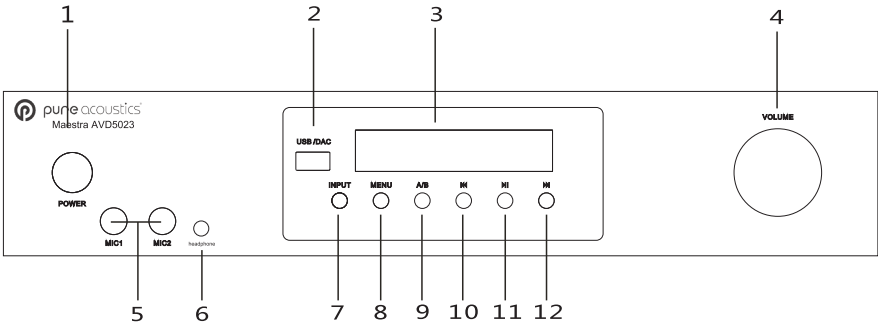 1 2 3 4
pure acoustics
Maestra AVD5023
VOLUME
USB/DAC
INPUT MENU A/B
POWER
MIC1 MIC2 headphone
5 6 7 8 9 10 11 12